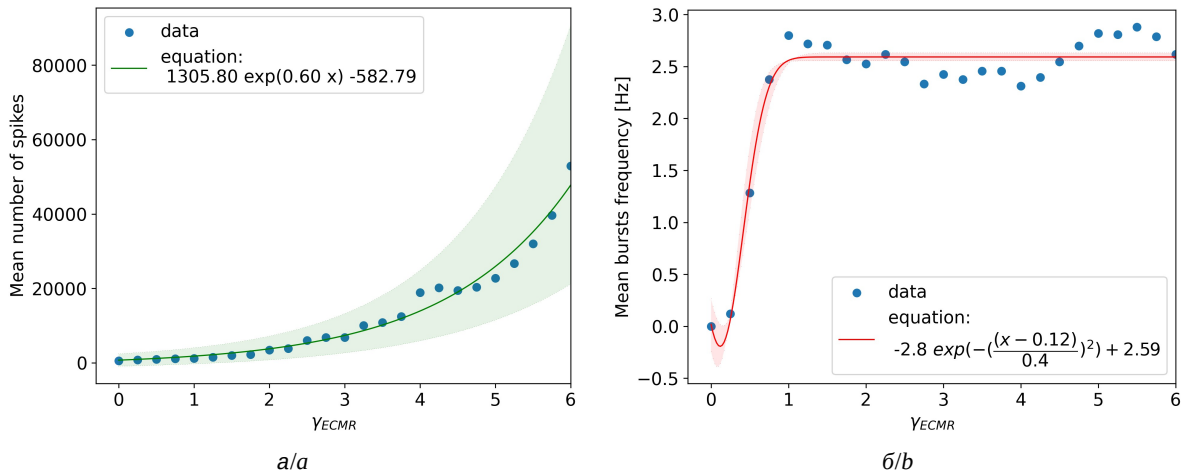 data
equation:
1305.80 exp(0.60 x) -582.79
Mean number of spikes
80000
60000
40000
20000
0
0 1 2 3 4 5 6
γECMR
а/a
3.0
2.5
2.0
1.5
1.0
0.5
0.0
−0.5
Mean bursts frequency [Hz]
data
equation:
-2.8 exp(−((x − 0.12)/0.4)²) + 2.59
0 1 2 3 4 5 6
γECMR
б/b